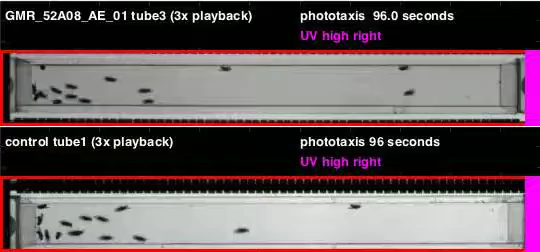 GMR_52A08_AE_01 tube3 (3x playback) phototaxis 96.0 seconds
UV high right
control tube1 (3x playback) phototaxis 96 seconds
UV high right